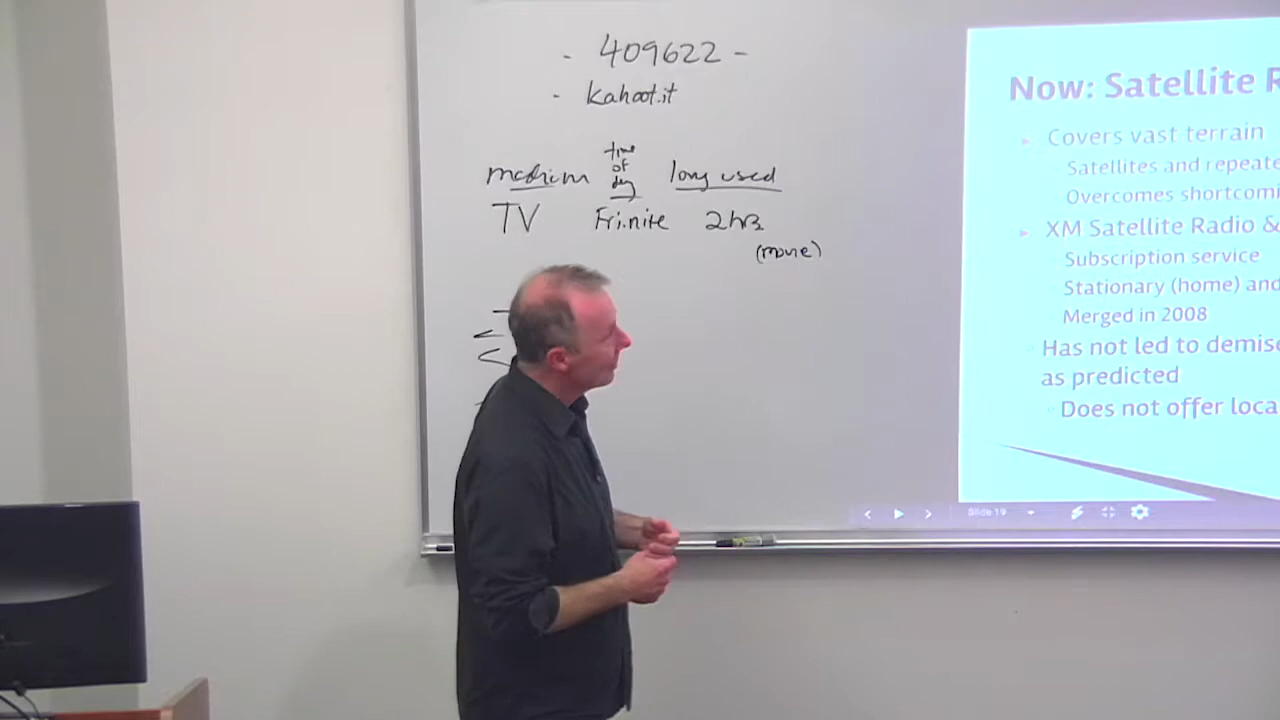 - 409622 -
- kahoot.it
medium time of day long used
TV Fri.nite 2 hrs
(movie)
Now: Satellite R
Covers vast terrain
Satellites and repeate
Overcomes shortcomi
XM Satellite Radio &
Subscription service
Stationary (home) and
Merged in 2008
Has not led to demise
as predicted
Does not offer loca
Slide 19